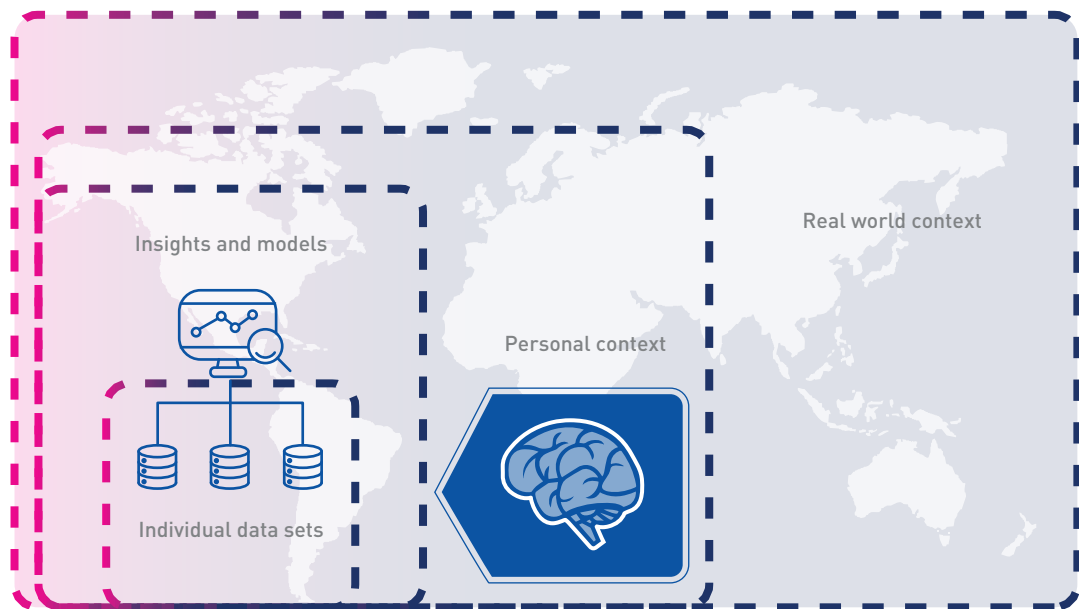 Real world context
Insights and models
Personal context
Individual data sets